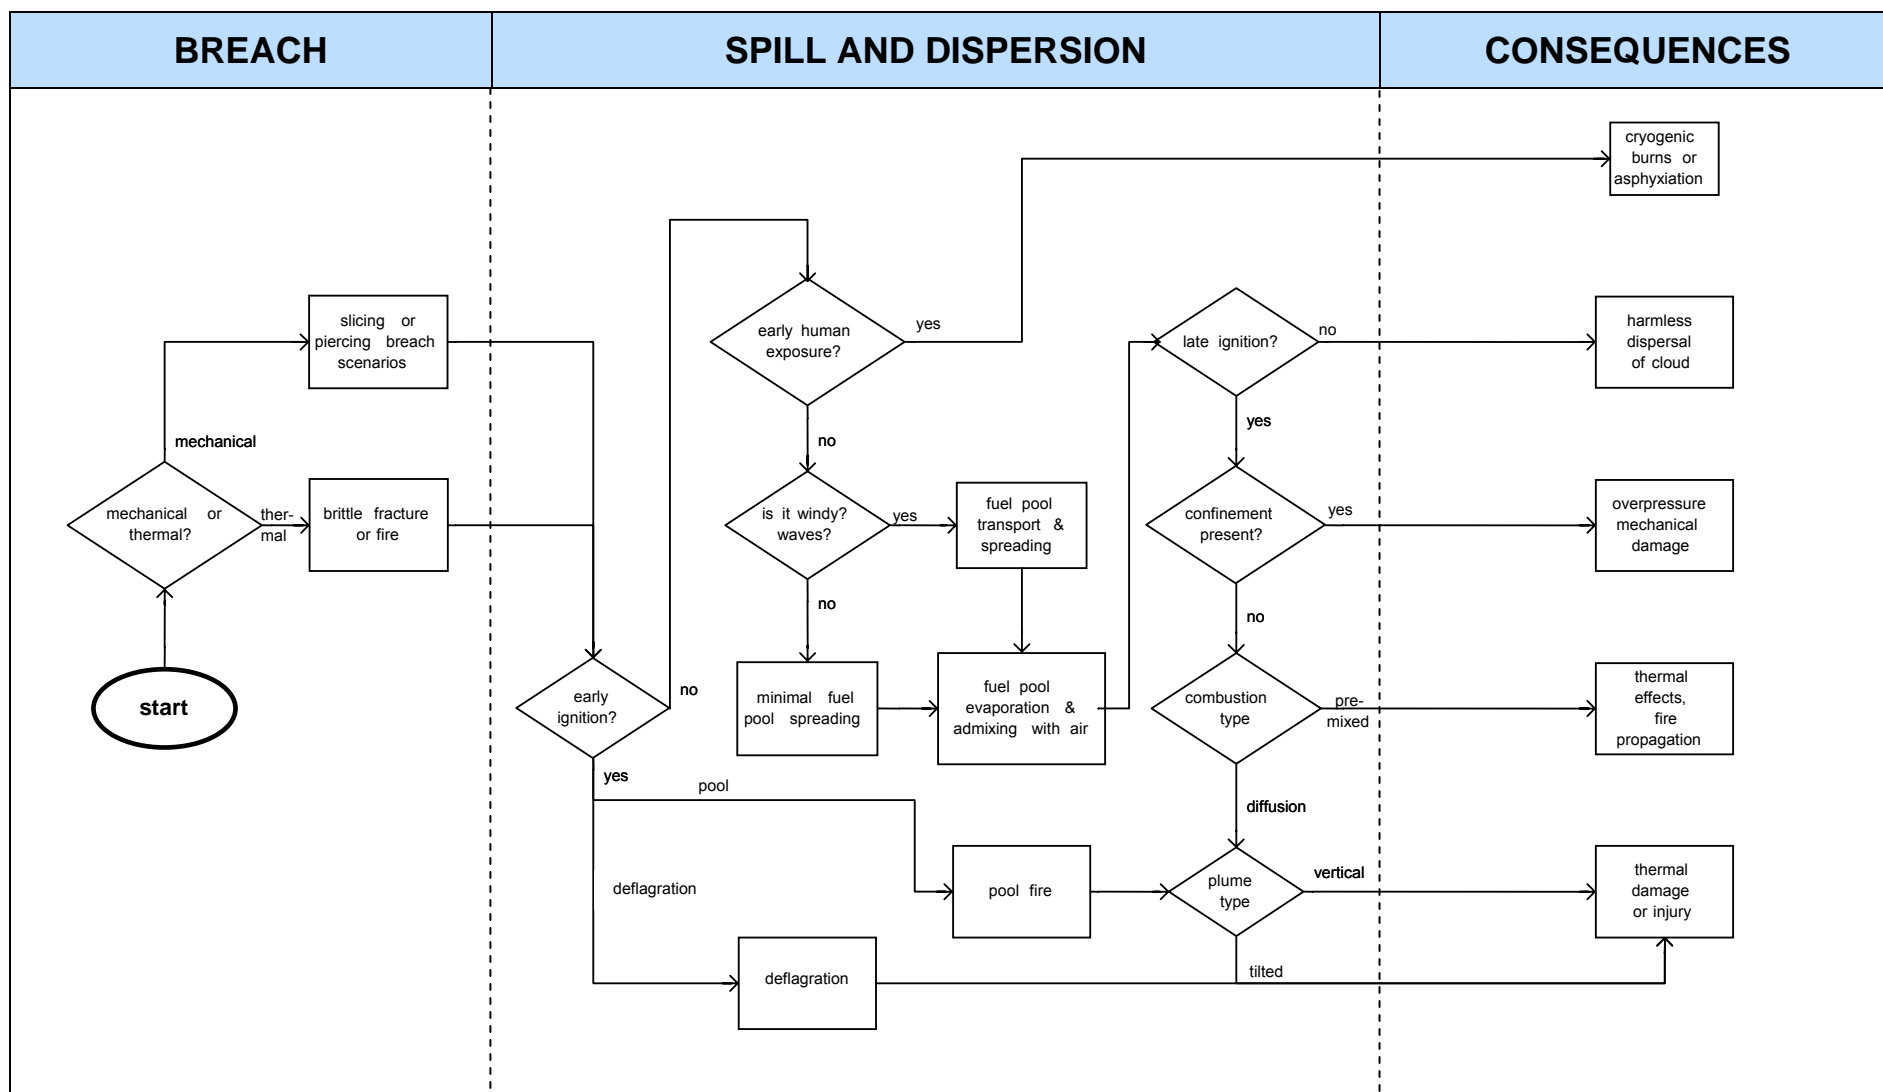 BREACH
SPILL AND DISPERSION
CONSEQUENCES
cryogenic
burns or
asphyxiation
slicing or
piercing breach
scenarios
early human
exposure?
yes
late ignition?
no
harmless
dispersal
of cloud
mechanical
no
yes
mechanical or
thermal?
ther-
mal
brittle fracture
or fire
is it windy?
waves?
yes
fuel pool
transport &
spreading
confinement
present?
yes
overpressure
mechanical
damage
no
no
start
early
ignition?
no
minimal fuel
pool spreading
fuel pool
evaporation &
admixing with air
combustion
type
pre-
mixed
thermal
effects,
fire
propagation
yes
pool
diffusion
deflagration
pool fire
plume
type
vertical
thermal
damage
or injury
deflagration
tilted